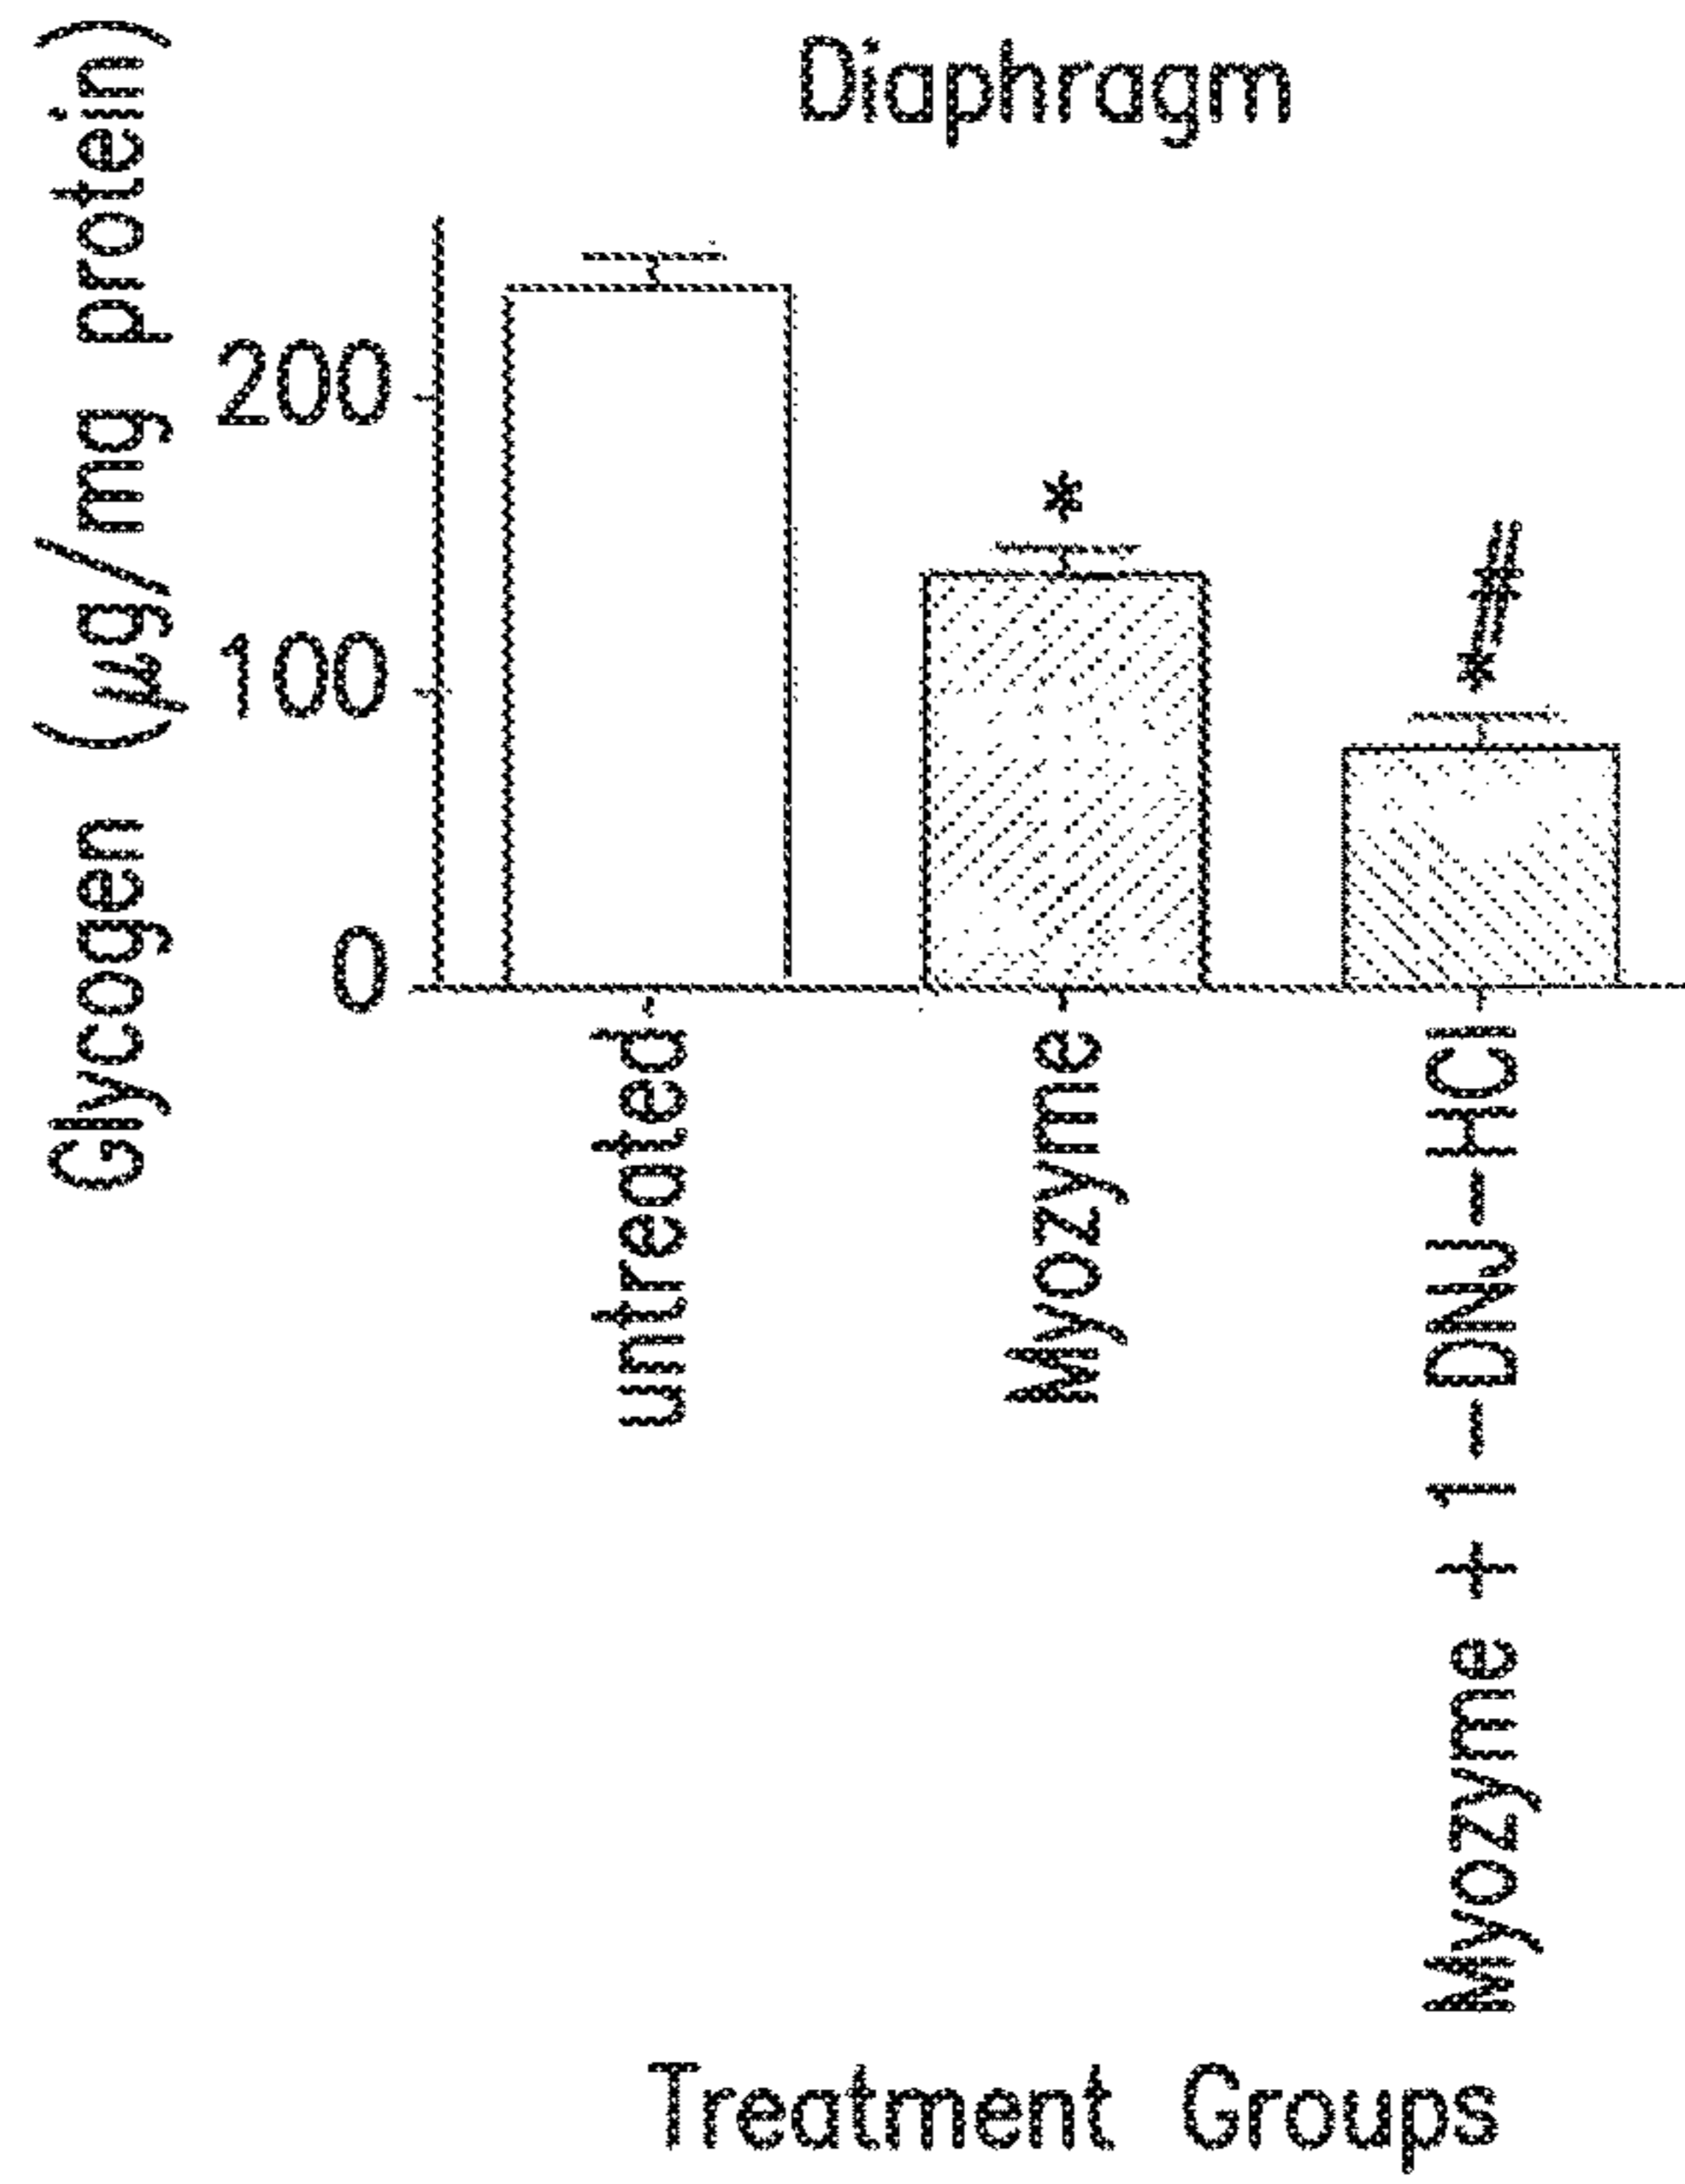 Diaphragm
Glycogen (μg/mg protein)
200
100
0
*
#
*
untreated
Myozyme
Myozyme + 1-DNJ-HCl
Treatment Groups